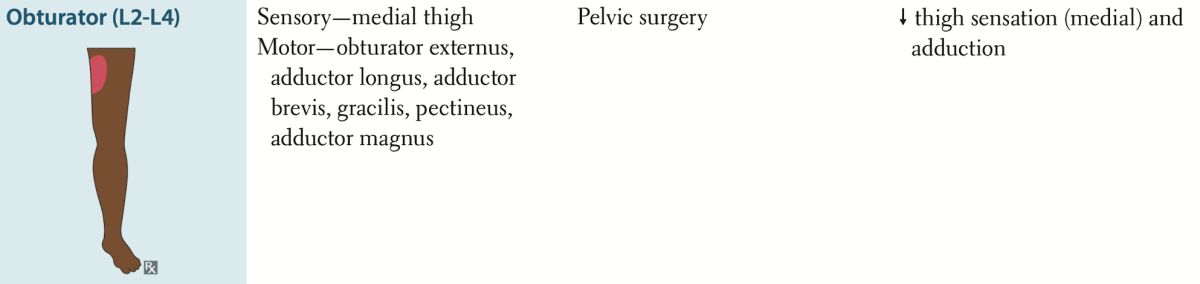 Obturator (L2-L4)
Sensory—medial thigh
Motor—obturator externus,
adductor longus, adductor
brevis, gracilis, pectineus,
adductor magnus
Pelvic surgery
↓ thigh sensation (medial) and
adduction
Rx